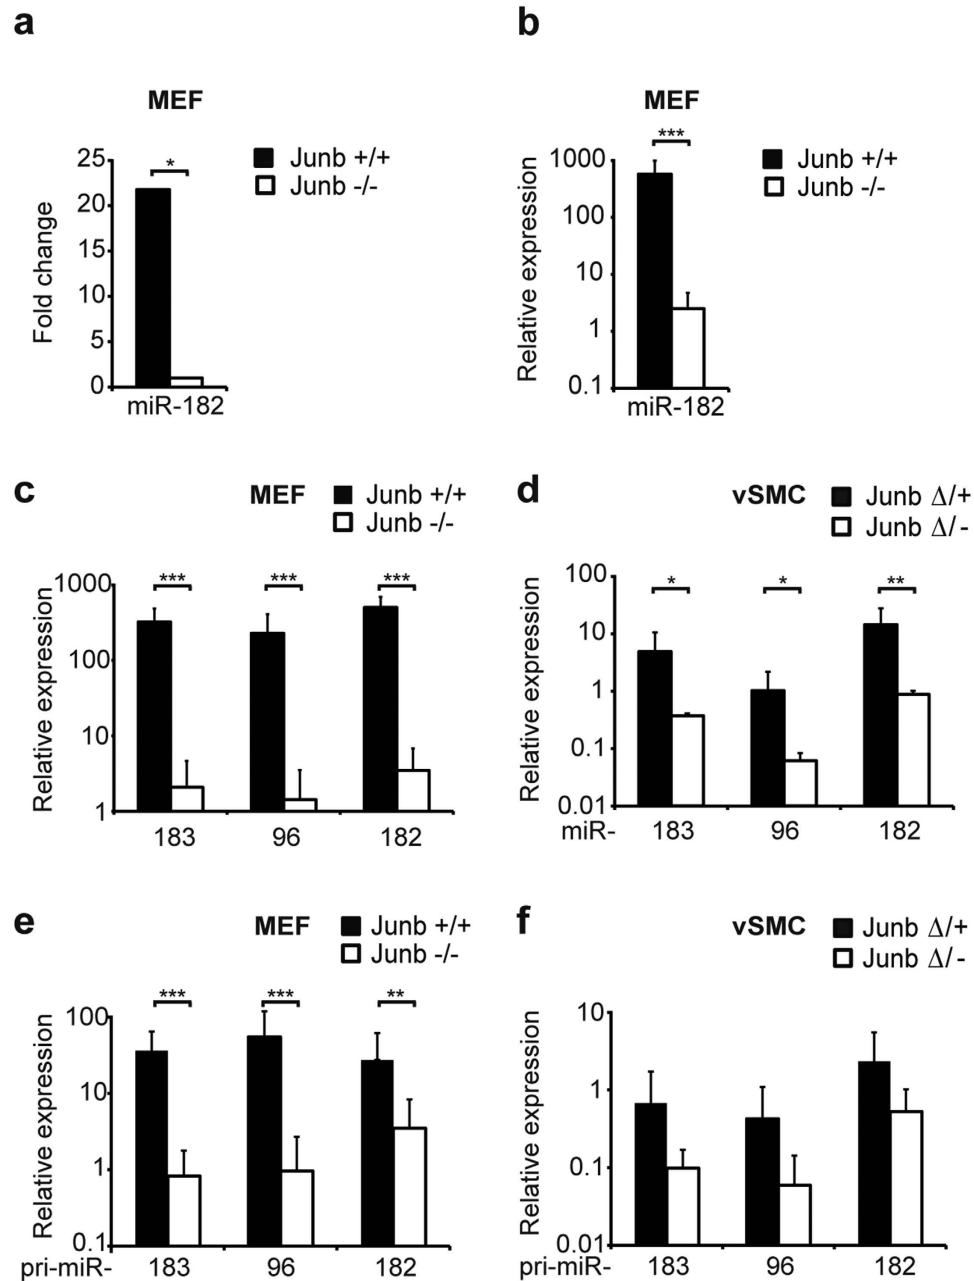 a
MEF
*
Junb +/+
Junb -/-
Fold change
25
20
15
10
5
0
miR-182
b
MEF
***
Junb +/+
Junb -/-
Relative expression
1000
100
10
1
0.1
miR-182
c
MEF
Junb +/+
Junb -/-
Relative expression
1000
100
10
1
*** *** ***
183 96 182
d
vSMC
Junb Δ/+
Junb Δ/-
Relative expression
100
10
1
0.1
0.01
* * **
miR- 183 96 182
e
MEF
Junb +/+
Junb -/-
Relative expression
100
10
1
0.1
*** *** **
pri-miR- 183 96 182
f
vSMC
Junb Δ/+
Junb Δ/-
Relative expression
10
1
0.1
0.01
pri-miR- 183 96 182